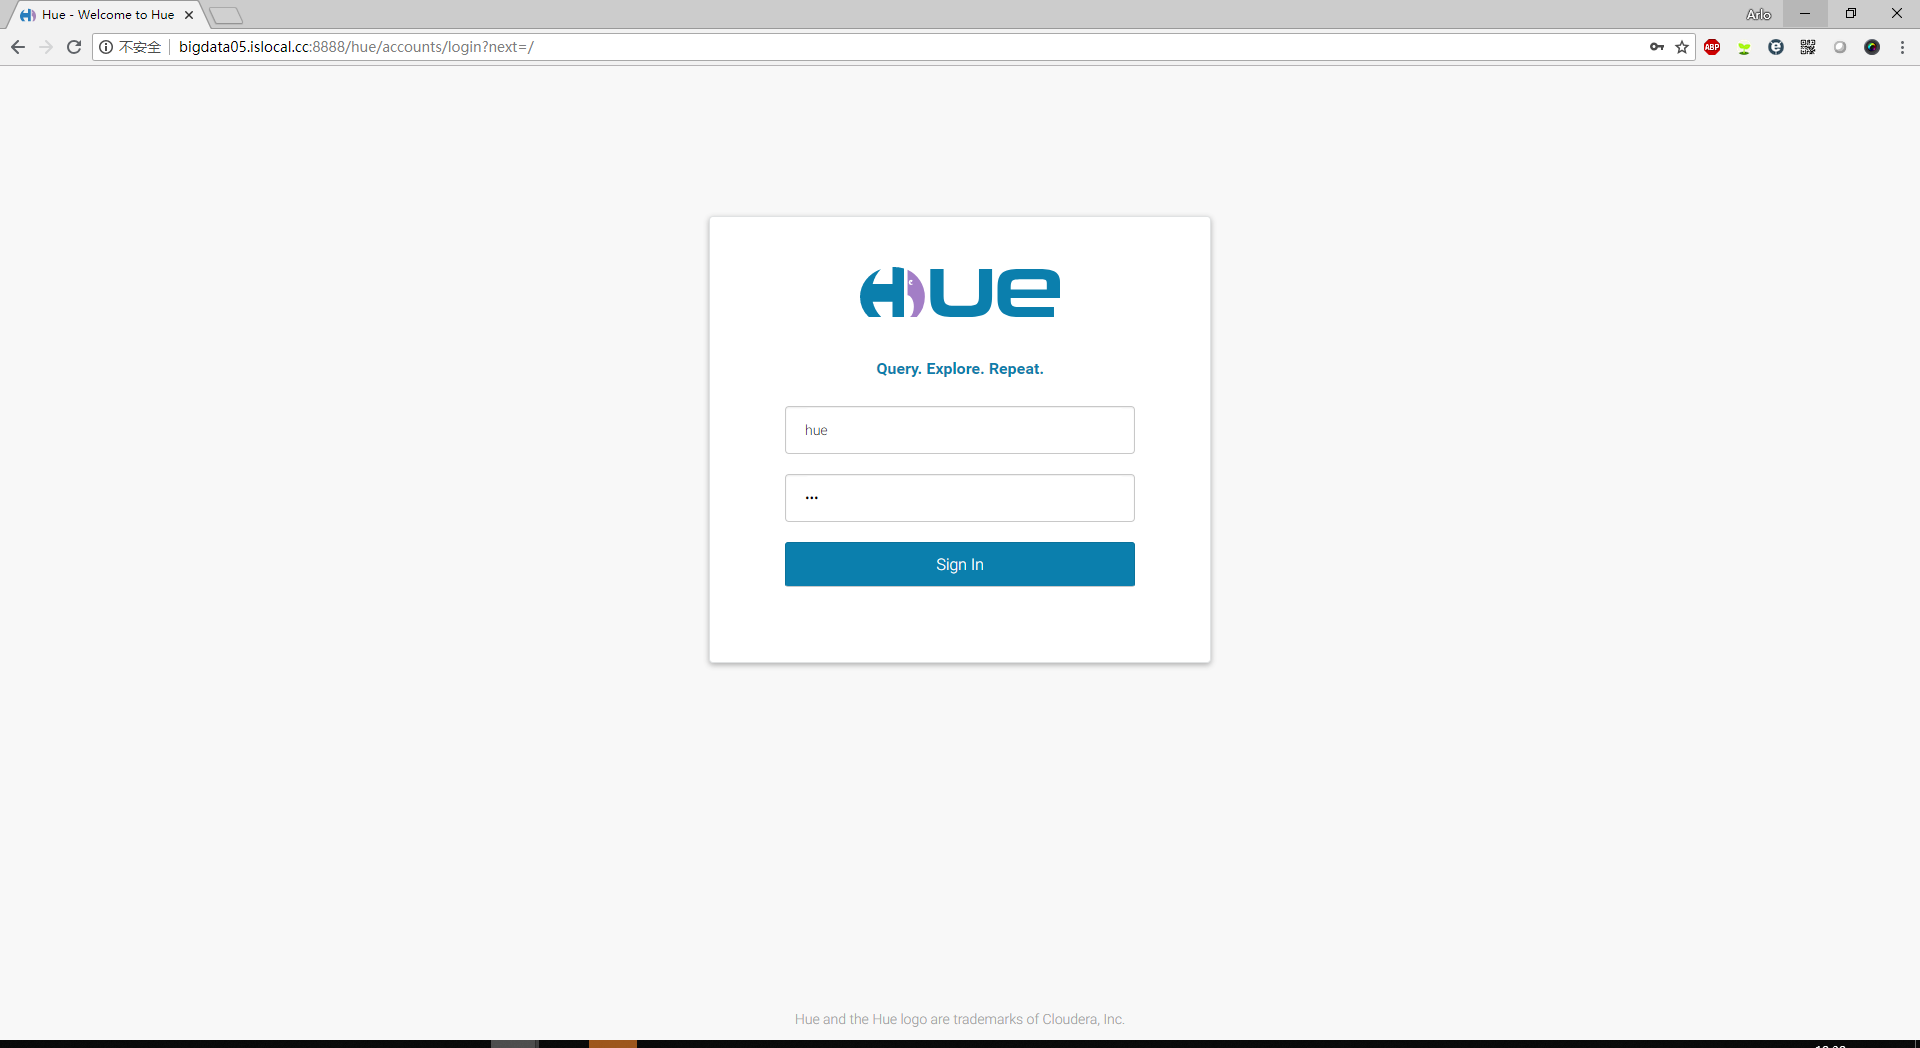 Hue - Welcome to Hue
Arlo
不安全 bigdata05.islocal.cc:8888/hue/accounts/login?next=/
ABP
HUE
Query. Explore. Repeat.
hue
•••
Sign In
Hue and the Hue logo are trademarks of Cloudera, Inc.